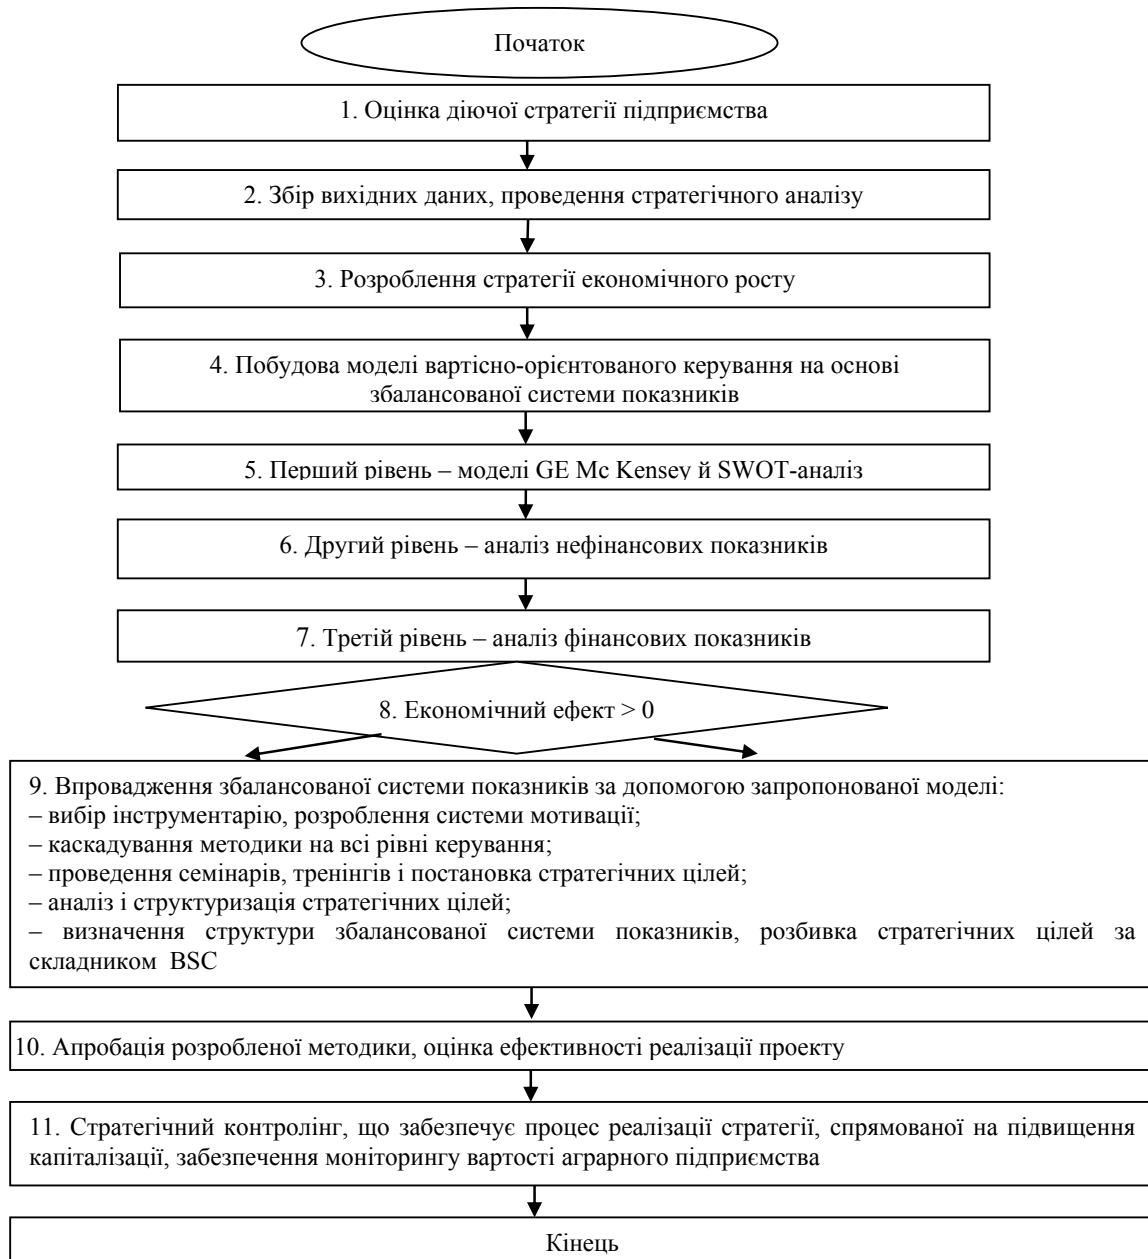 Початок
1. Оцінка діючої стратегії підприємства
2. Збір вихідних даних, проведення стратегічного аналізу
3. Розроблення стратегії економічного росту
4. Побудова моделі вартісно-орієнтованого керування на основі
збалансованої системи показників
5. Перший рівень – моделі GE Mc Kensey й SWOT-аналіз
6. Другий рівень – аналіз нефінансових показників
7. Третій рівень – аналіз фінансових показників
8. Економічний ефект > 0
9. Впровадження збалансованої системи показників за допомогою запропонованої моделі:
– вибір інструментарію, розроблення системи мотивації;
– каскадування методики на всі рівні керування;
– проведення семінарів, тренінгів і постановка стратегічних цілей;
– аналіз і структуризація стратегічних цілей;
– визначення структури збалансованої системи показників, розбивка стратегічних цілей за
складником BSC
10. Апробація розробленої методики, оцінка ефективності реалізації проекту
11. Стратегічний контролінг, що забезпечує процес реалізації стратегії, спрямованої на підвищення
капіталізації, забезпечення моніторингу вартості аграрного підприємства
Кінець